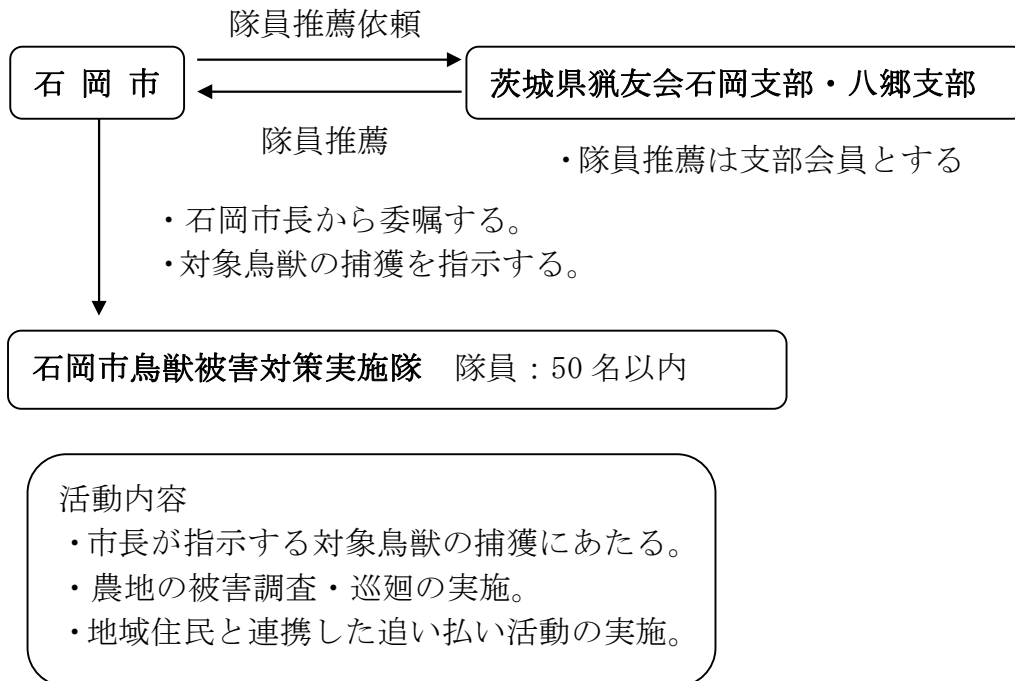 隊員推薦依頼
石 岡 市
茨城県猟友会石岡支部・八郷支部
隊員推薦
・隊員推薦は支部会員とする
・石岡市長から委嘱する。
・対象鳥獣の捕獲を指示する。
石岡市鳥獣被害対策実施隊　隊員：50 名以内
活動内容
・市長が指示する対象鳥獣の捕獲にあたる。
・農地の被害調査・巡廻の実施。
・地域住民と連携した追い払い活動の実施。